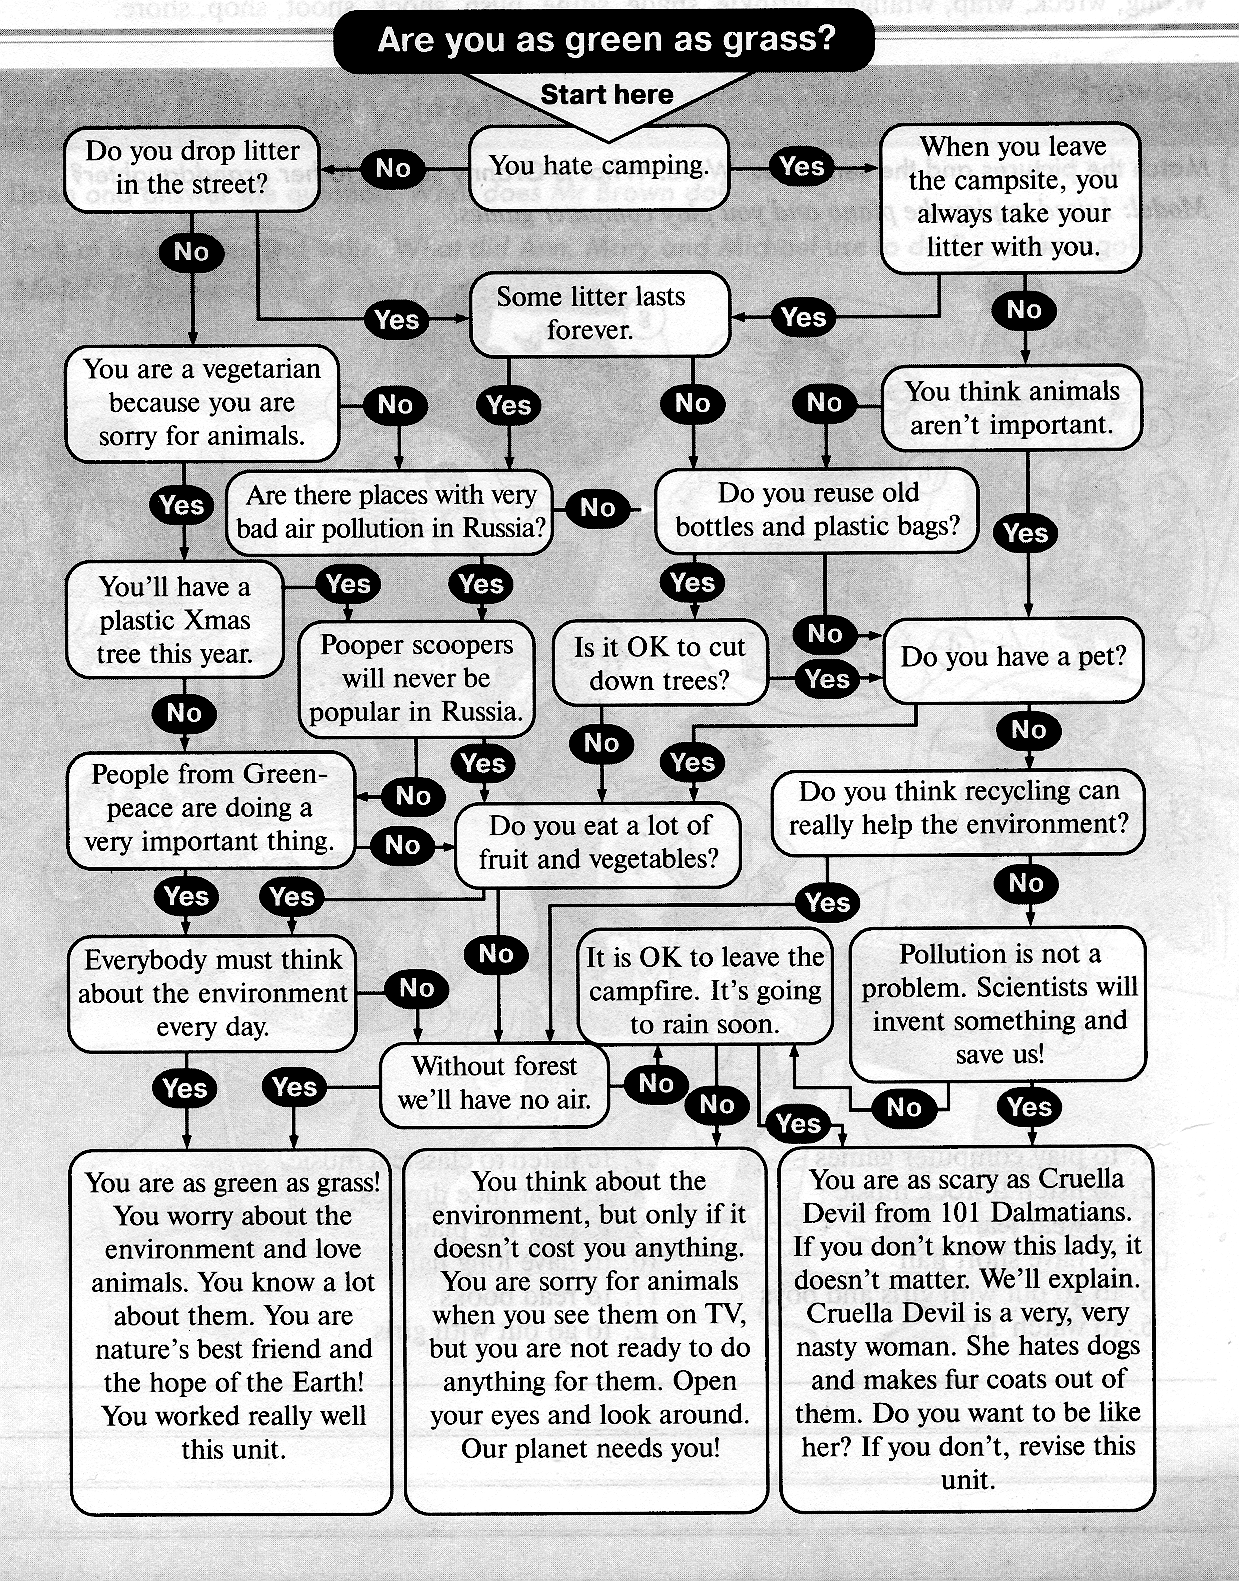 Are you as green as grass?
Start here
Do you drop litter
in the street?
No
You hate camping.
Yes
When you leave
the campsite, you
always take your
litter with you.
No
Yes
Some litter lasts
forever.
Yes
No
You are a vegetarian
because you are
sorry for animals.
No
Yes
No
No
You think animals
aren't important.
Yes
Are there places with very
bad air pollution in Russia?
No
Do you reuse old
bottles and plastic bags?
Yes
You'll have a
plastic Xmas
tree this year.
Yes
Yes
Yes
Pooper scoopers
will never be
popular in Russia.
Is it OK to cut
down trees?
No
Yes
Do you have a pet?
No
No
Yes
No
Yes
No
People from Green-
peace are doing a
very important thing.
No
Do you eat a lot of
fruit and vegetables?
Do you think recycling can
really help the environment?
Yes
Yes
No
Yes
No
Everybody must think
about the environment
every day.
No
It is OK to leave the
campfire. It's going
to rain soon.
Pollution is not a
problem. Scientists will
invent something and
save us!
Yes
Yes
Without forest
we'll have no air.
No
No
Yes
No
Yes
You are as green as grass!
You worry about the
environment and love
animals. You know a lot
about them. You are
nature's best friend and
the hope of the Earth!
You worked really well
this unit.
You think about the
environment, but only if it
doesn't cost you anything.
You are sorry for animals
when you see them on TV,
but you are not ready to do
anything for them. Open
your eyes and look around.
Our planet needs you!
You are as scary as Cruella
Devil from 101 Dalmatians.
If you don't know this lady, it
doesn't matter. We'll explain.
Cruella Devil is a very, very
nasty woman. She hates dogs
and makes fur coats out of
them. Do you want to be like
her? If you don't, revise this
unit.